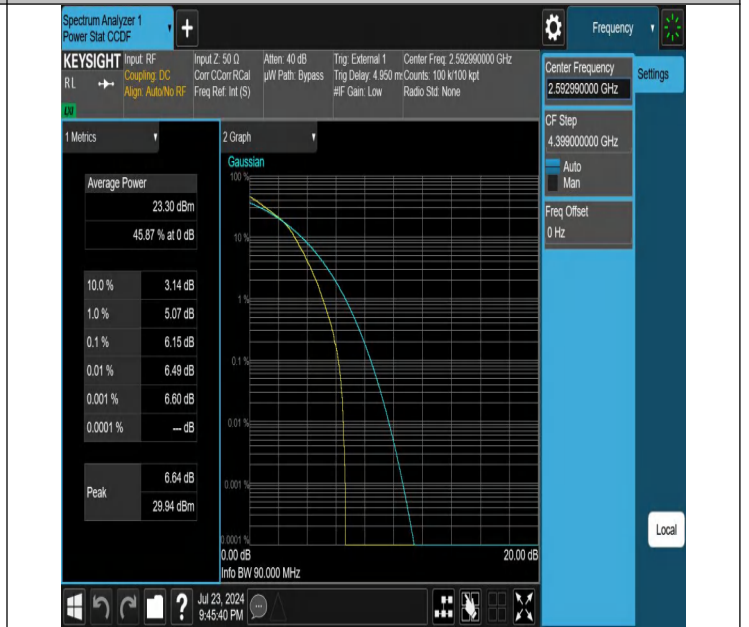 Spectrum Analyzer 1
Power Stat CCDF
+
Frequency
KEYSIGHT
RL
Input: RF
Coupling: DC
Align: Auto/No RF
Input Z: 50 Ω
Corr CCorr RCal
Freq Ref: Int (S)
Atten: 40 dB
µW Path: Bypass
Trig: External 1
Trig Delay: 4.950 ms
#IF Gain: Low
Center Freq: 2.592990000 GHz
Counts: 100 k/100 kpt
Radio Std: None
Center Frequency
2.592990000 GHz
Settings
CF Step
4.399000000 GHz
Auto
Man
Freq Offset
0 Hz
1 Metrics
Average Power
23.30 dBm
45.87 % at 0 dB
10.0 % 3.14 dB
1.0 % 5.07 dB
0.1 % 6.15 dB
0.01 % 6.49 dB
0.001 % 6.60 dB
0.0001 % --- dB
Peak
6.64 dB
29.94 dBm
2 Graph
Gaussian
100 %
10 %
1 %
0.1 %
0.01 %
0.001 %
0.0001 %
0.00 dB 20.00 dB
Info BW 90.000 MHz
Local
?
Jul 23, 2024
9:45:40 PM